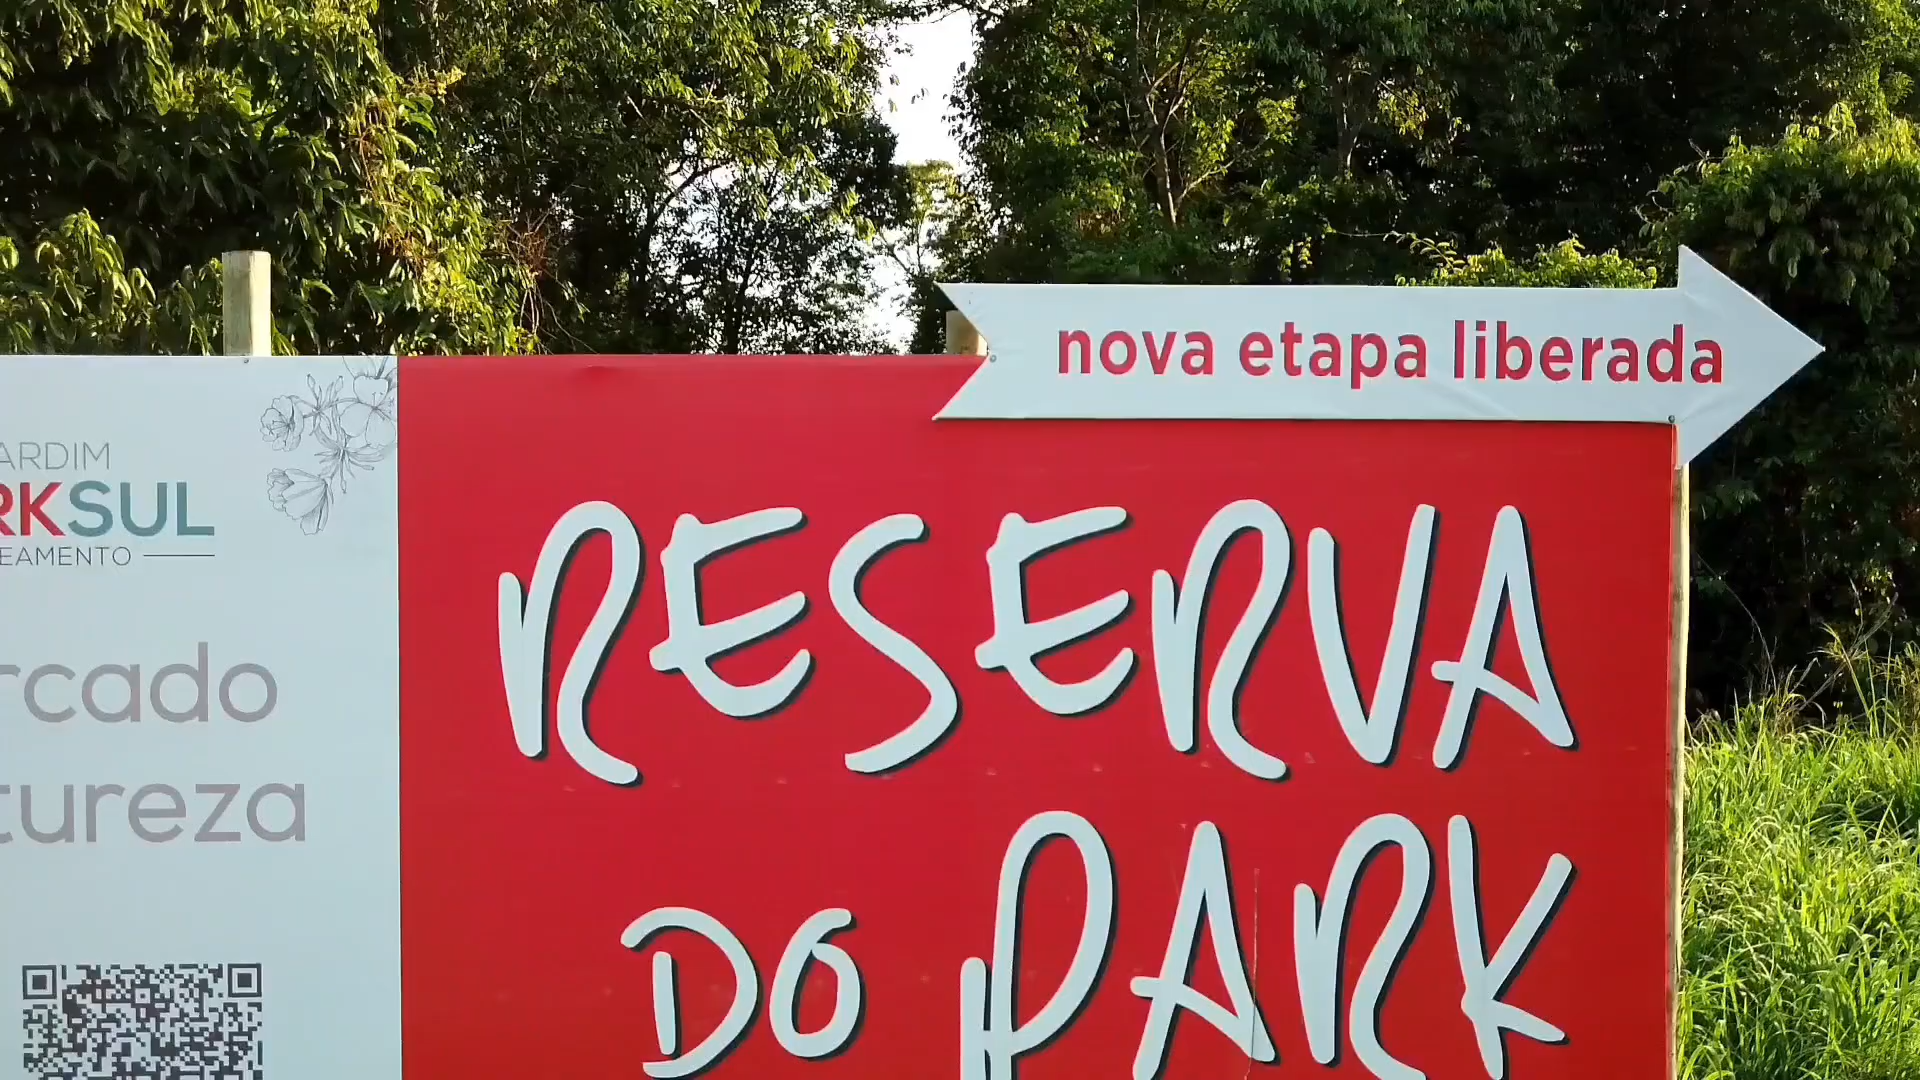 nova etapa liberada
ARDIM
RKSUL
EAMENTO
rcado
tureza
RESERVA
DO PARK